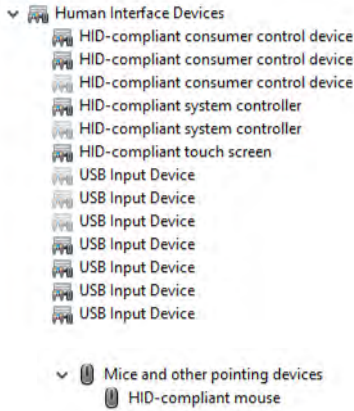 Human Interface Devices
HID-compliant consumer control device
HID-compliant consumer control device
HID-compliant consumer control device
HID-compliant system controller
HID-compliant system controller
HID-compliant touch screen
USB Input Device
USB Input Device
USB Input Device
USB Input Device
USB Input Device
USB Input Device
USB Input Device
Mice and other pointing devices
HID-compliant mouse